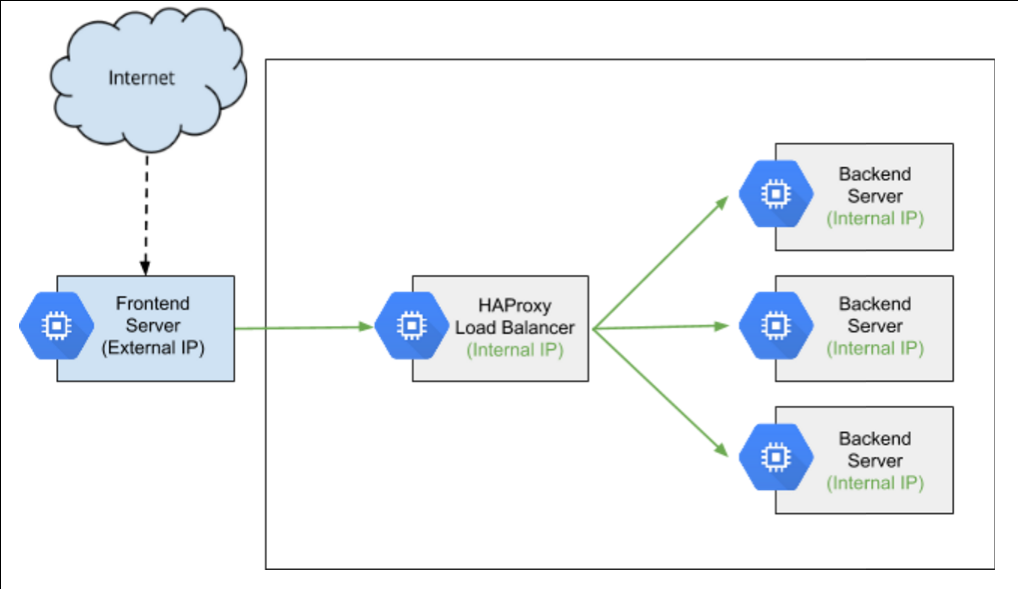 Internet
Frontend
Server
(External IP)
HAProxy
Load Balancer
(Internal IP)
Backend
Server
(Internal IP)
Backend
Server
(Internal IP)
Backend
Server
(Internal IP)